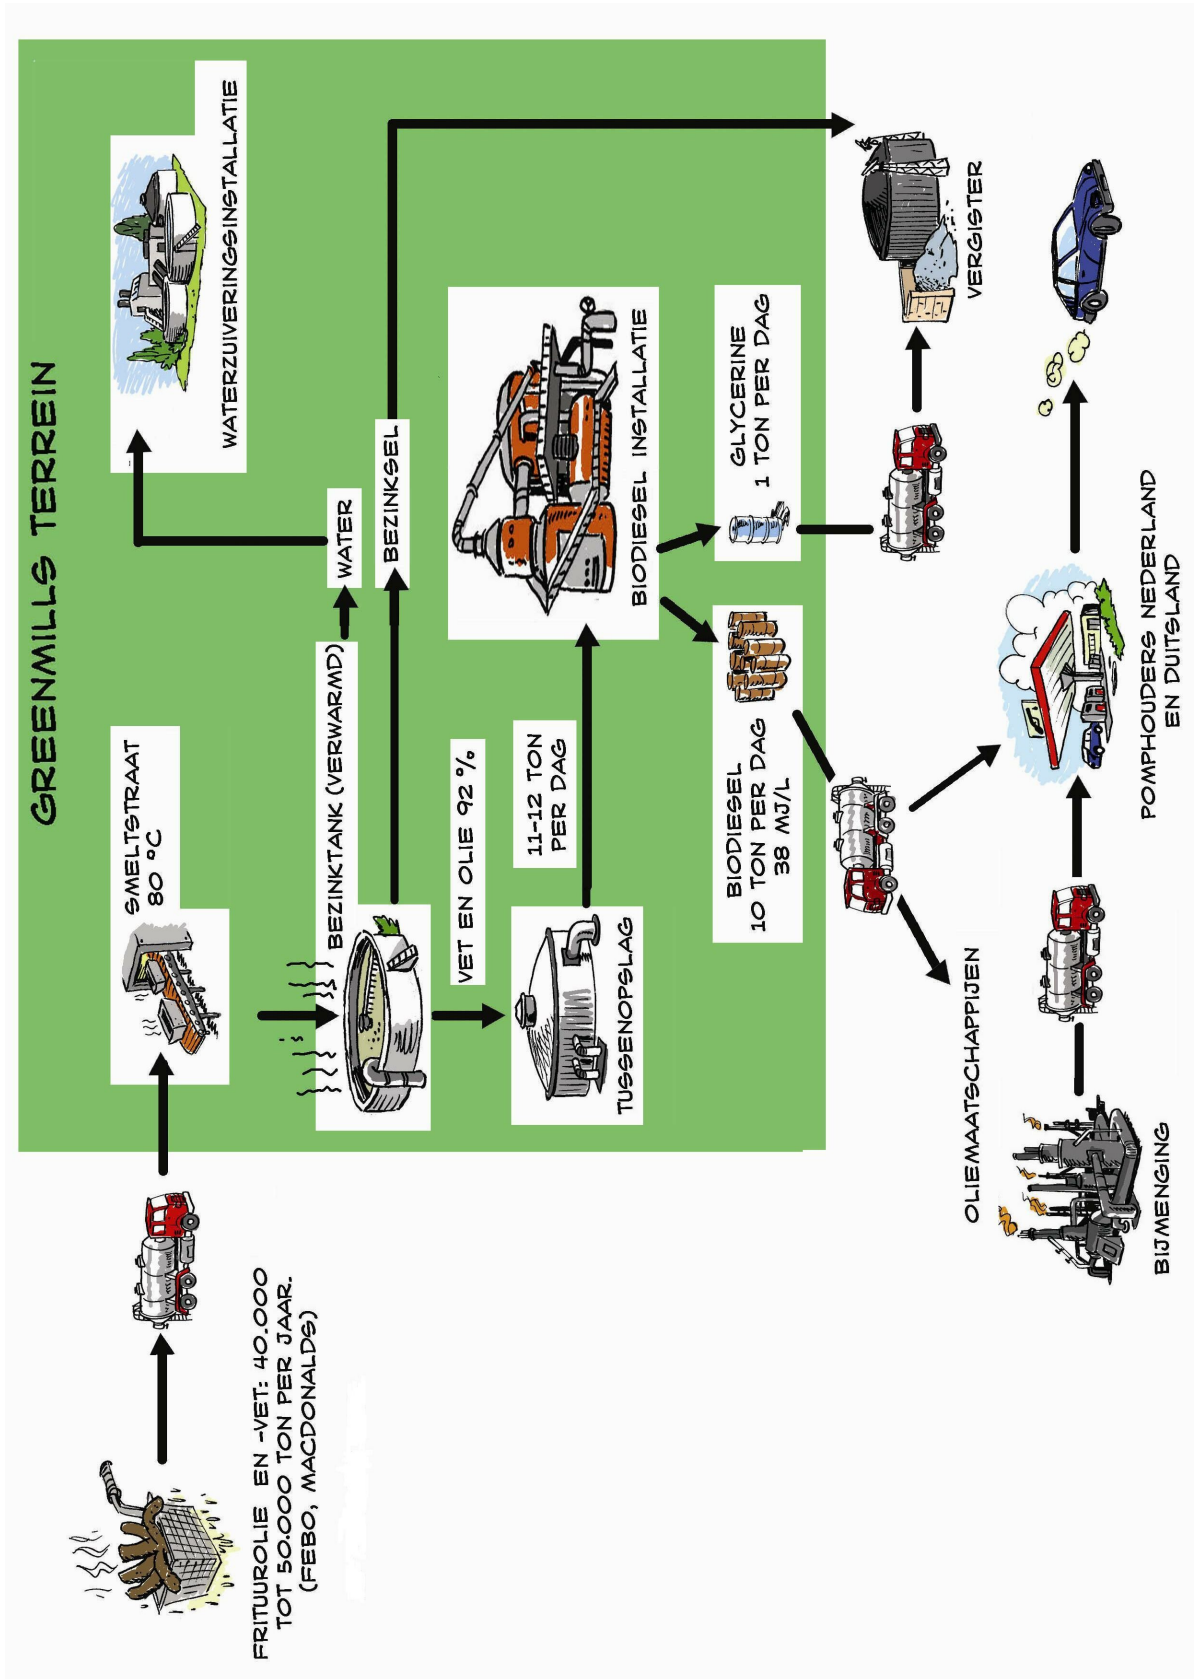 GREENMILLS TERREIN
FRITUUROLIE EN -VET: 40.000
TOT 50.000 TON PER JAAR.
(FEBO, MACDONALDS)
SMELTSTRAAT
80 °C
WATERZUIVERINGSINSTALLATIE
BEZINKTANK (VERWARMD)
WATER
BEZINKSEL
VET EN OLIE 92 %
TUSSENOPSLAG
11-12 TON
PER DAG
BIODIESEL INSTALLATIE
BIODIESEL
10 TON PER DAG
38 MJ/L
GLYCERINE
1 TON PER DAG
VERGISTER
OLIEMAATSCHAPPIJEN
BIJMENGING
POMPHOUDERS NEDERLAND
EN DUITSLAND